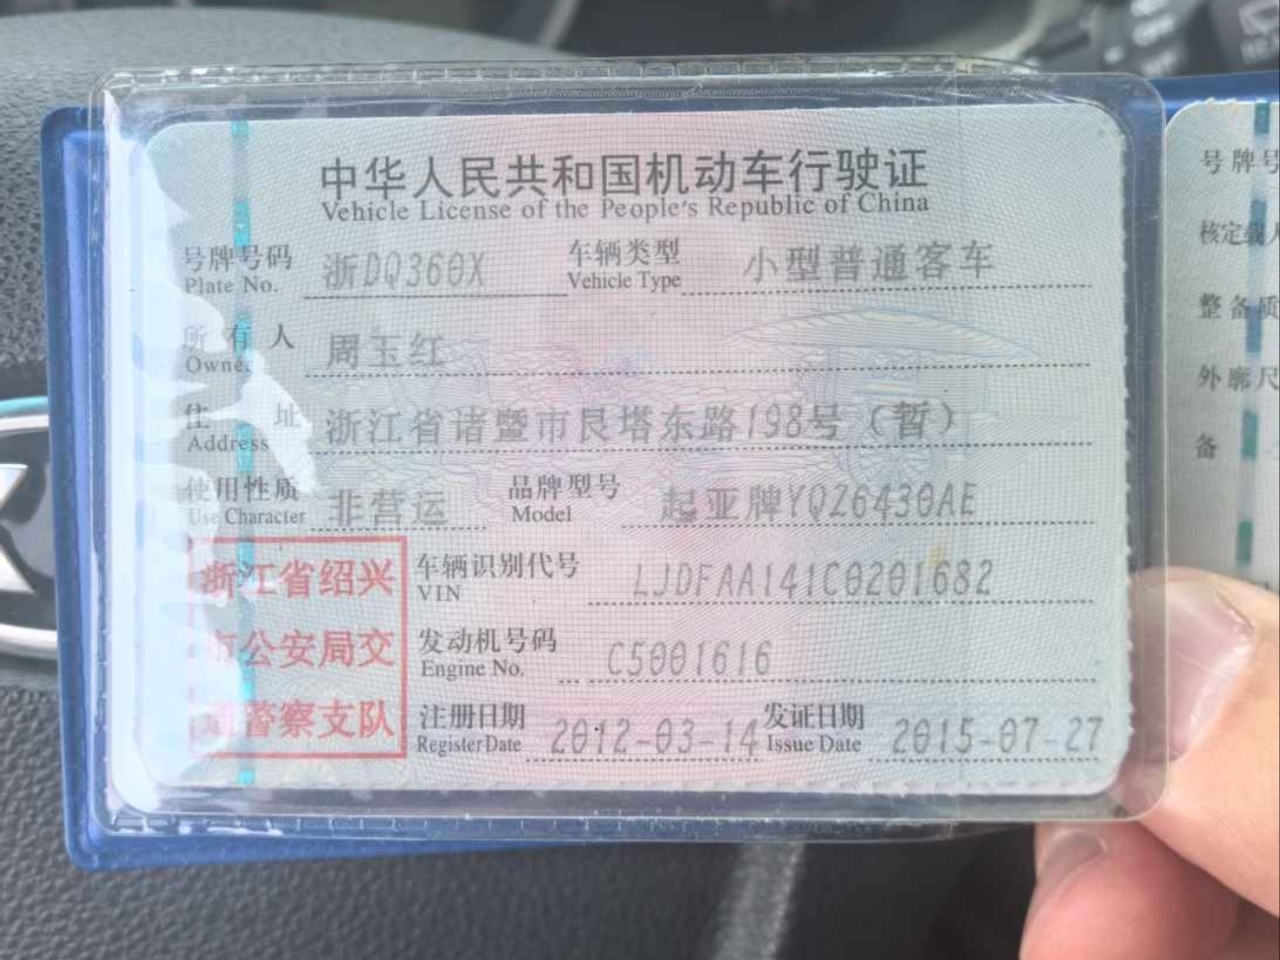 中华人民共和国机动车行驶证
Vehicle License of the People's Republic of China
号牌号码 浙DQ360X 车辆类型 小型普通客车
Plate No. Vehicle Type
所有人 周玉红
Owner
住址 浙江省诸暨市艮塔东路198号（暂）
Address
使用性质 非营运 品牌型号 起亚牌YQZ6430AE
Use Character Model
浙江省绍兴
市公安局交
通警察支队
车辆识别代号 LJDFAA141C0201682
VIN
发动机号码 C5001616
Engine No.
注册日期 2012-03-14 发证日期 2015-07-27
Register Date Issue Date
号牌号
核定载人
整备质
外廓尺
备